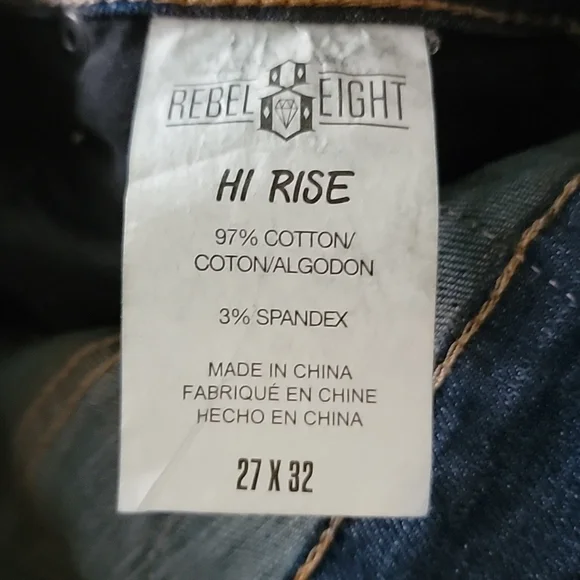 REBEL 8 EIGHT
HI RISE
97% COTTON/
COTON/ALGODON
3% SPANDEX
MADE IN CHINA
FABRIQUÉ EN CHINE
HECHO EN CHINA
27 X 32